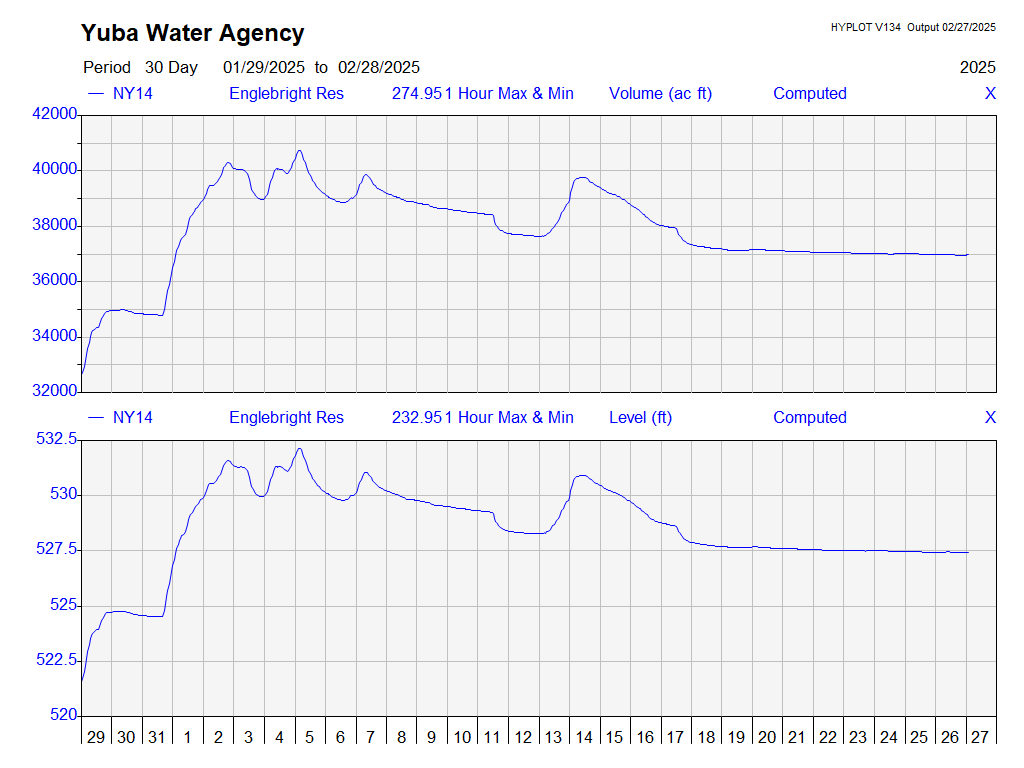 Yuba Water Agency
HYPLOT V134 Output 02/27/2025
Period 30 Day 01/29/2025 to 02/28/2025 2025
NY14 Englebright Res 274.951 Hour Max & Min Volume (ac ft) Computed X
42000
40000
38000
36000
34000
32000
NY14 Englebright Res 232.951 Hour Max & Min Level (ft) Computed X
532.5
530
527.5
525
522.5
520
29 30 31 1 2 3 4 5 6 7 8 9 10 11 12 13 14 15 16 17 18 19 20 21 22 23 24 25 26 27